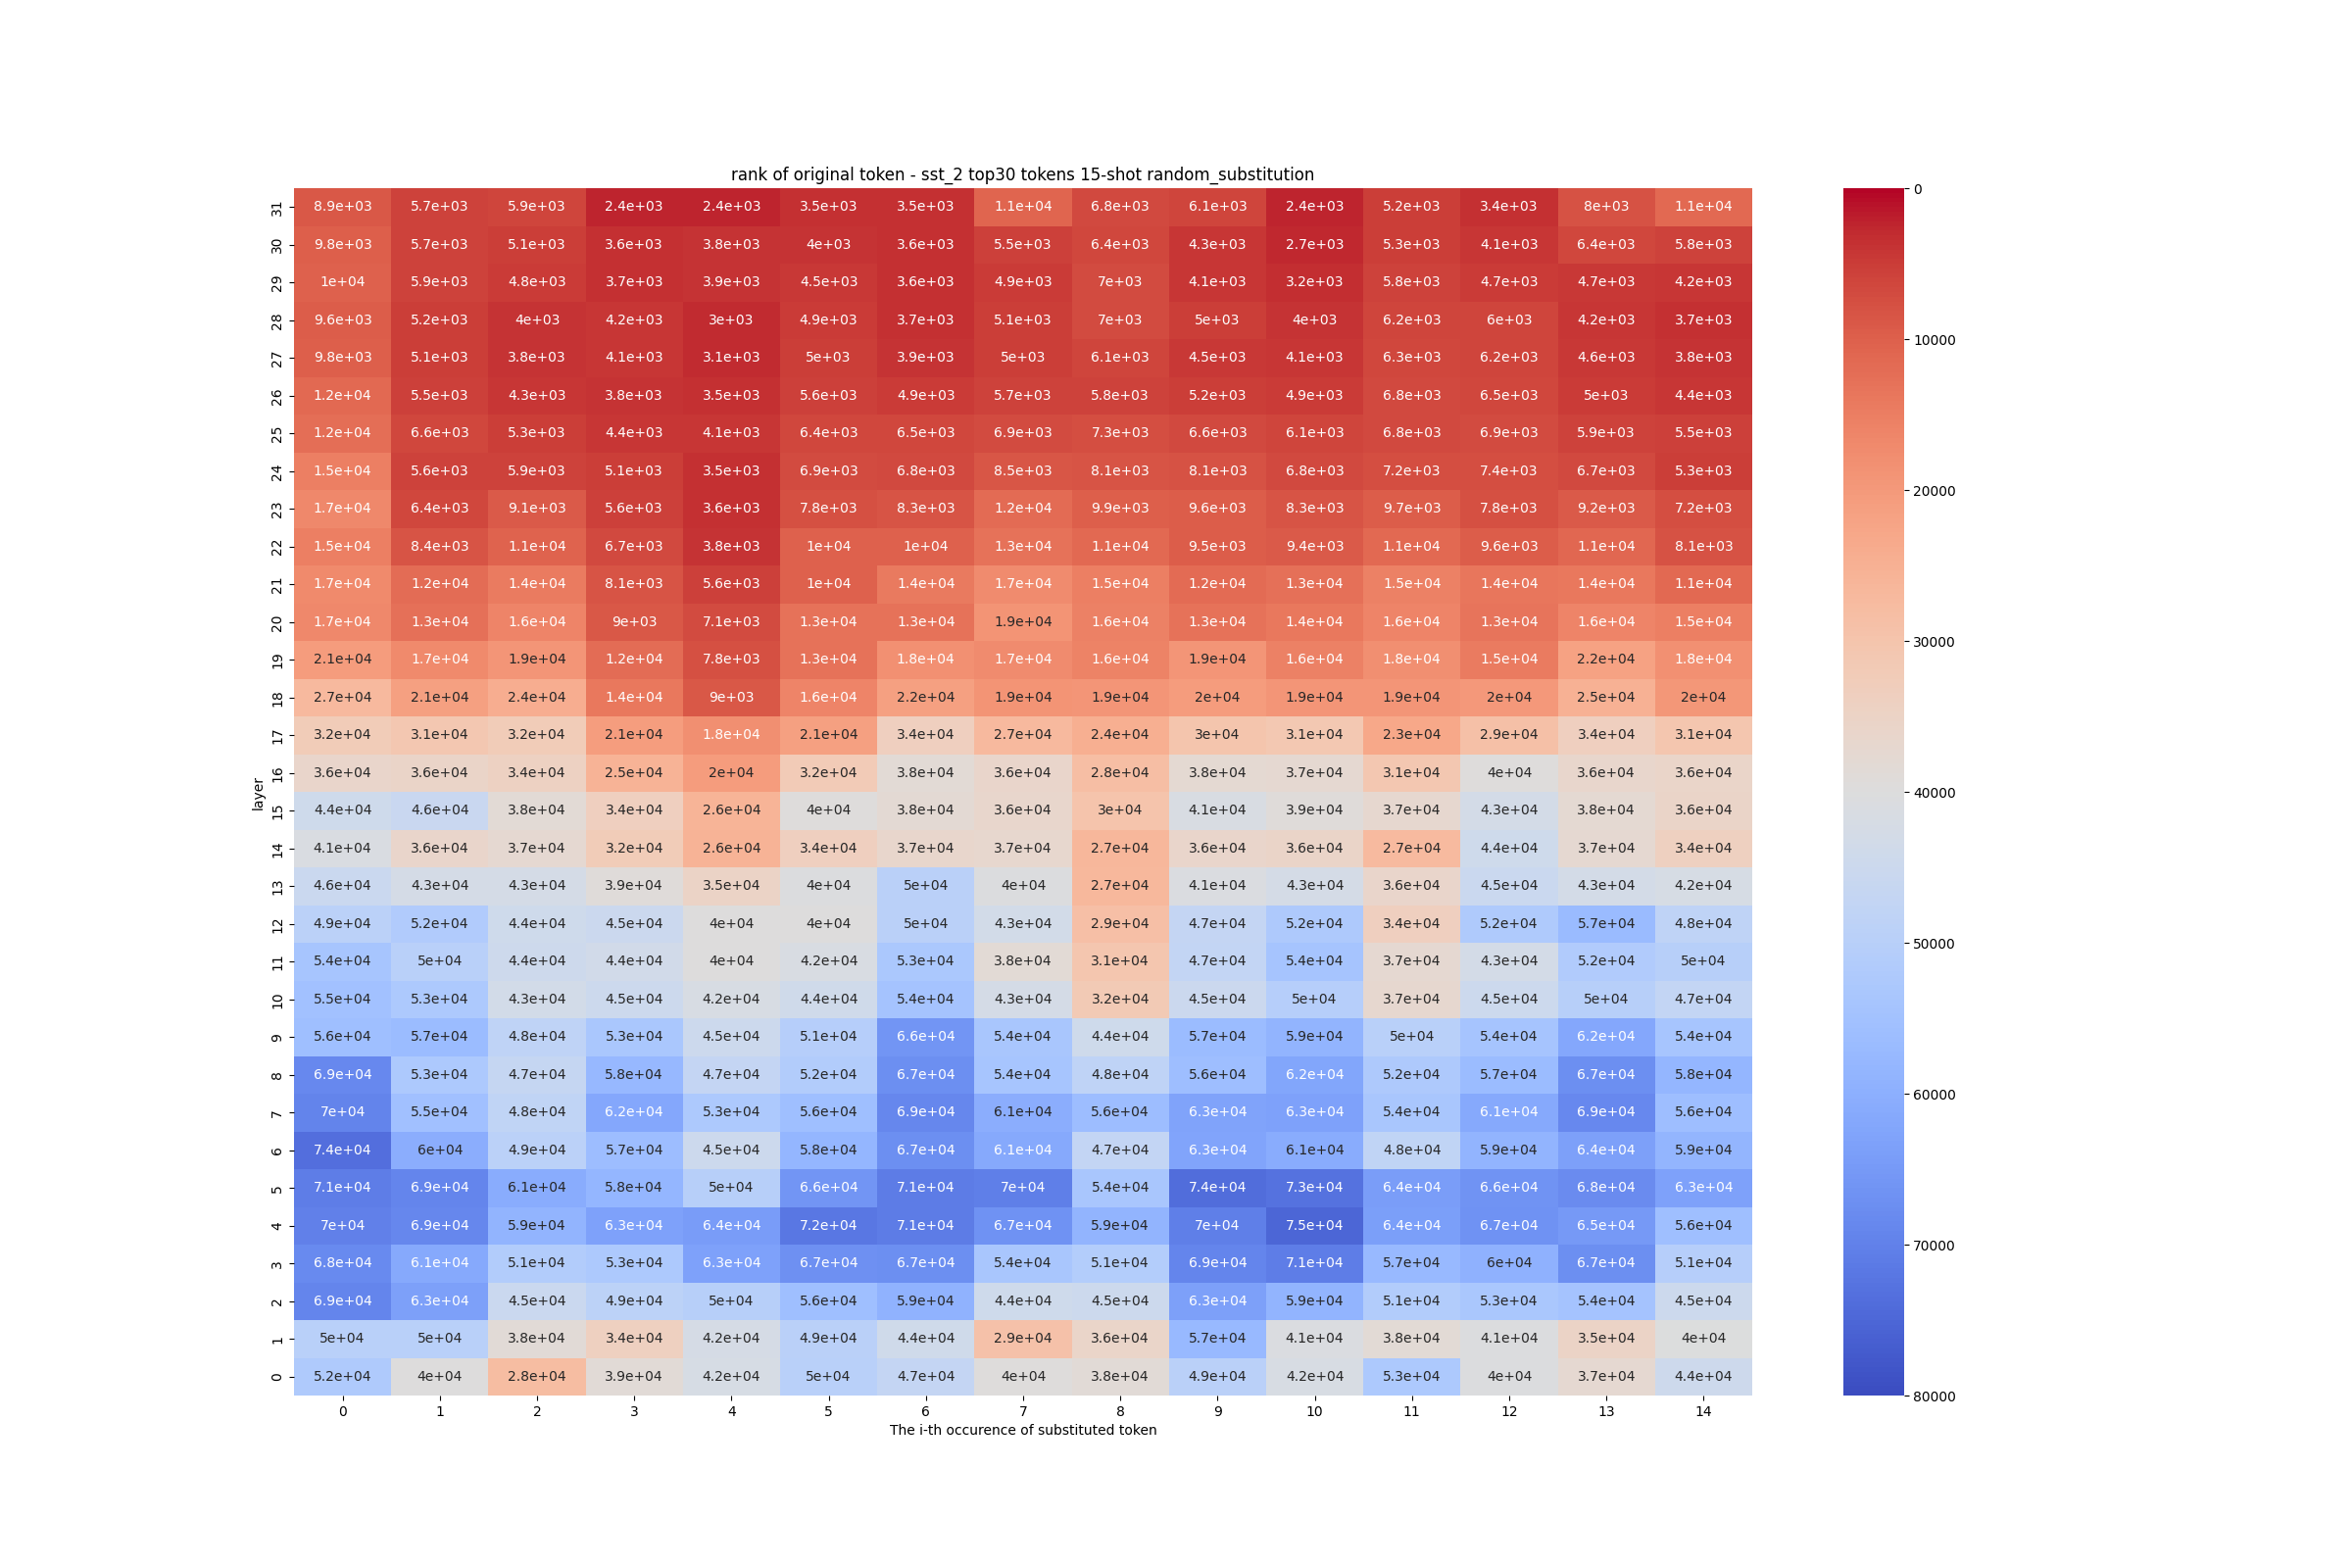 rank of original token - sst_2 top30 tokens 15-shot random_substitution
31 8.9e+03 5.7e+03 5.9e+03 2.4e+03 2.4e+03 3.5e+03 3.5e+03 1.1e+04 6.8e+03 6.1e+03 2.4e+03 5.2e+03 3.4e+03 8e+03 1.1e+04
30 9.8e+03 5.7e+03 5.1e+03 3.6e+03 3.8e+03 4e+03 3.6e+03 5.5e+03 6.4e+03 4.3e+03 2.7e+03 5.3e+03 4.1e+03 6.4e+03 5.8e+03
29 1e+04 5.9e+03 4.8e+03 3.7e+03 3.9e+03 4.5e+03 3.6e+03 4.9e+03 7e+03 4.1e+03 3.2e+03 5.8e+03 4.7e+03 4.7e+03 4.2e+03
28 9.6e+03 5.2e+03 4e+03 4.2e+03 3e+03 4.9e+03 3.7e+03 5.1e+03 7e+03 5e+03 4e+03 6.2e+03 6e+03 4.2e+03 3.7e+03
27 9.8e+03 5.1e+03 3.8e+03 4.1e+03 3.1e+03 5e+03 3.9e+03 5e+03 6.1e+03 4.5e+03 4.1e+03 6.3e+03 6.2e+03 4.6e+03 3.8e+03
26 1.2e+04 5.5e+03 4.3e+03 3.8e+03 3.5e+03 5.6e+03 4.9e+03 5.7e+03 5.8e+03 5.2e+03 4.9e+03 6.8e+03 6.5e+03 5e+03 4.4e+03
25 1.2e+04 6.6e+03 5.3e+03 4.4e+03 4.1e+03 6.4e+03 6.5e+03 6.9e+03 7.3e+03 6.6e+03 6.1e+03 6.8e+03 6.9e+03 5.9e+03 5.5e+03
24 1.5e+04 5.6e+03 5.9e+03 5.1e+03 3.5e+03 6.9e+03 6.8e+03 8.5e+03 8.1e+03 8.1e+03 6.8e+03 7.2e+03 7.4e+03 6.7e+03 5.3e+03
23 1.7e+04 6.4e+03 9.1e+03 5.6e+03 3.6e+03 7.8e+03 8.3e+03 1.2e+04 9.9e+03 9.6e+03 8.3e+03 9.7e+03 7.8e+03 9.2e+03 7.2e+03
22 1.5e+04 8.4e+03 1.1e+04 6.7e+03 3.8e+03 1e+04 1e+04 1.3e+04 1.1e+04 9.5e+03 9.4e+03 1.1e+04 9.6e+03 1.1e+04 8.1e+03
21 1.7e+04 1.2e+04 1.4e+04 8.1e+03 5.6e+03 1e+04 1.4e+04 1.7e+04 1.5e+04 1.2e+04 1.3e+04 1.5e+04 1.4e+04 1.4e+04 1.1e+04
20 1.7e+04 1.3e+04 1.6e+04 9e+03 7.1e+03 1.3e+04 1.3e+04 1.9e+04 1.6e+04 1.3e+04 1.4e+04 1.6e+04 1.3e+04 1.6e+04 1.5e+04
19 2.1e+04 1.7e+04 1.9e+04 1.2e+04 7.8e+03 1.3e+04 1.8e+04 1.7e+04 1.6e+04 1.9e+04 1.6e+04 1.8e+04 1.5e+04 2.2e+04 1.8e+04
18 2.7e+04 2.1e+04 2.4e+04 1.4e+04 9e+03 1.6e+04 2.2e+04 1.9e+04 1.9e+04 2e+04 1.9e+04 1.9e+04 2e+04 2.5e+04 2e+04
17 3.2e+04 3.1e+04 3.2e+04 2.1e+04 1.8e+04 2.1e+04 3.4e+04 2.7e+04 2.4e+04 3e+04 3.1e+04 2.3e+04 2.9e+04 3.4e+04 3.1e+04
16 3.6e+04 3.6e+04 3.4e+04 2.5e+04 2e+04 3.2e+04 3.8e+04 3.6e+04 2.8e+04 3.8e+04 3.7e+04 3.1e+04 4e+04 3.6e+04 3.6e+04
15 4.4e+04 4.6e+04 3.8e+04 3.4e+04 2.6e+04 4e+04 3.8e+04 3.6e+04 3e+04 4.1e+04 3.9e+04 3.7e+04 4.3e+04 3.8e+04 3.6e+04
14 4.1e+04 3.6e+04 3.7e+04 3.2e+04 2.6e+04 3.4e+04 3.7e+04 3.7e+04 2.7e+04 3.6e+04 3.6e+04 2.7e+04 4.4e+04 3.7e+04 3.4e+04
13 4.6e+04 4.3e+04 4.3e+04 3.9e+04 3.5e+04 4e+04 5e+04 4e+04 2.7e+04 4.1e+04 4.3e+04 3.6e+04 4.5e+04 4.3e+04 4.2e+04
12 4.9e+04 5.2e+04 4.4e+04 4.5e+04 4e+04 4e+04 5e+04 4.3e+04 2.9e+04 4.7e+04 5.2e+04 3.4e+04 5.2e+04 5.7e+04 4.8e+04
11 5.4e+04 5e+04 4.4e+04 4.4e+04 4e+04 4.2e+04 5.3e+04 3.8e+04 3.1e+04 4.7e+04 5.4e+04 3.7e+04 4.3e+04 5.2e+04 5e+04
10 5.5e+04 5.3e+04 4.3e+04 4.5e+04 4.2e+04 4.4e+04 5.4e+04 4.3e+04 3.2e+04 4.5e+04 5e+04 3.7e+04 4.5e+04 5e+04 4.7e+04
9 5.6e+04 5.7e+04 4.8e+04 5.3e+04 4.5e+04 5.1e+04 6.6e+04 5.4e+04 4.4e+04 5.7e+04 5.9e+04 5e+04 5.4e+04 6.2e+04 5.4e+04
8 6.9e+04 5.3e+04 4.7e+04 5.8e+04 4.7e+04 5.2e+04 6.7e+04 5.4e+04 4.8e+04 5.6e+04 6.2e+04 5.2e+04 5.7e+04 6.7e+04 5.8e+04
7 7e+04 5.5e+04 4.8e+04 6.2e+04 5.3e+04 5.6e+04 6.9e+04 6.1e+04 5.6e+04 6.3e+04 6.3e+04 5.4e+04 6.1e+04 6.9e+04 5.6e+04
6 7.4e+04 6e+04 4.9e+04 5.7e+04 4.5e+04 5.8e+04 6.7e+04 6.1e+04 4.7e+04 6.3e+04 6.1e+04 4.8e+04 5.9e+04 6.4e+04 5.9e+04
5 7.1e+04 6.9e+04 6.1e+04 5.8e+04 5e+04 6.6e+04 7.1e+04 7e+04 5.4e+04 7.4e+04 7.3e+04 6.4e+04 6.6e+04 6.8e+04 6.3e+04
4 7e+04 6.9e+04 5.9e+04 6.3e+04 6.4e+04 7.2e+04 7.1e+04 6.7e+04 5.9e+04 7e+04 7.5e+04 6.4e+04 6.7e+04 6.5e+04 5.6e+04
3 6.8e+04 6.1e+04 5.1e+04 5.3e+04 6.3e+04 6.7e+04 6.7e+04 5.4e+04 5.1e+04 6.9e+04 7.1e+04 5.7e+04 6e+04 6.7e+04 5.1e+04
2 6.9e+04 6.3e+04 4.5e+04 4.9e+04 5e+04 5.6e+04 5.9e+04 4.4e+04 4.5e+04 6.3e+04 5.9e+04 5.1e+04 5.3e+04 5.4e+04 4.5e+04
1 5e+04 5e+04 3.8e+04 3.4e+04 4.2e+04 4.9e+04 4.4e+04 2.9e+04 3.6e+04 5.7e+04 4.1e+04 3.8e+04 4.1e+04 3.5e+04 4e+04
0 5.2e+04 4e+04 2.8e+04 3.9e+04 4.2e+04 5e+04 4.7e+04 4e+04 3.8e+04 4.9e+04 4.2e+04 5.3e+04 4e+04 3.7e+04 4.4e+04
0 1 2 3 4 5 6 7 8 9 10 11 12 13 14
The i-th occurence of substituted token
layer
0
10000
20000
30000
40000
50000
60000
70000
80000